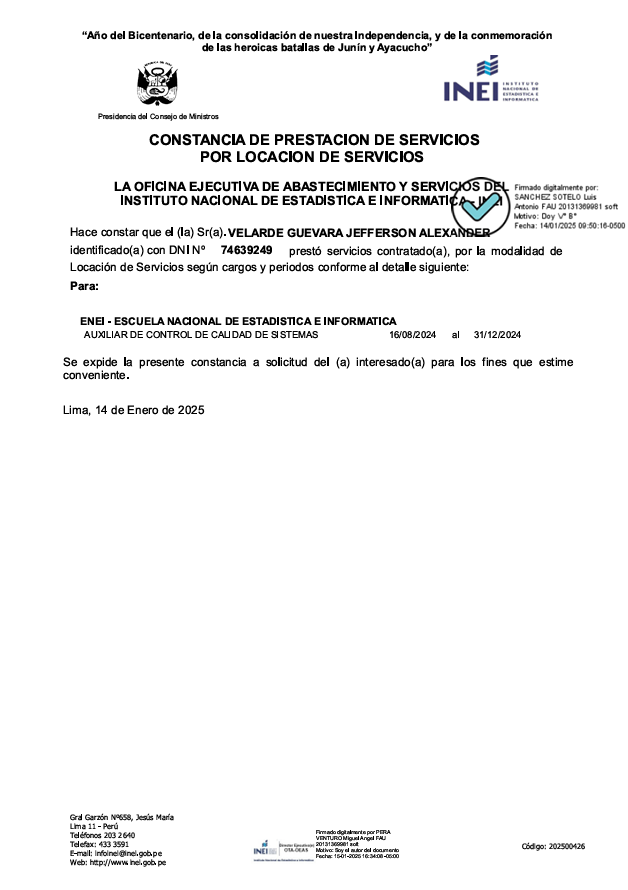 “Año del Bicentenario, de la consolidación de nuestra Independencia, y de la conmemoración
de las heroicas batallas de Junín y Ayacucho”
INEI
INSTITUTO
NACIONAL DE
ESTADÍSTICA E
INFORMÁTICA
Presidencia del Consejo de Ministros
CONSTANCIA DE PRESTACION DE SERVICIOS
POR LOCACION DE SERVICIOS
LA OFICINA EJECUTIVA DE ABASTECIMIENTO Y SERVICIOS DEL
INSTITUTO NACIONAL DE ESTADÍSTICA E INFORMATICA - INEI
Firmado digitalmente por:
SANCHEZ SOTELO Luis
Antonio FAU 20131369981 soft
Motivo: Doy V° B°
Fecha: 14/01/2025 09:50:16-0500
Hace constar que el (la) Sr(a). VELARDE GUEVARA JEFFERSON ALEXANDER
identificado(a) con DNI Nº 74639249 prestó servicios contratado(a), por la modalidad de
Locación de Servicios según cargos y periodos conforme al detalle siguiente:
Para:
ENEI - ESCUELA NACIONAL DE ESTADISTICA E INFORMATICA
AUXILIAR DE CONTROL DE CALIDAD DE SISTEMAS 16/08/2024 al 31/12/2024
Se expide la presente constancia a solicitud del (a) interesado(a) para los fines que estime
conveniente.
Lima, 14 de Enero de 2025
Gral Garzón Nº658, Jesús María
Lima 11 - Perú
Teléfonos 203 2640
Telefax: 433 3591
E-mail: infoinei@inei.gob.pe
Web: http://www.inei.gob.pe
INEI
Director Ejecutivo
OTA-OEAS
Firmado digitalmente por PERA
VENTURO Miguel Angel FAU
20131369981 soft
Motivo: Soy el autor del documento
Fecha: 15-01-2025 16:34:08 -05:00
Código: 202500426